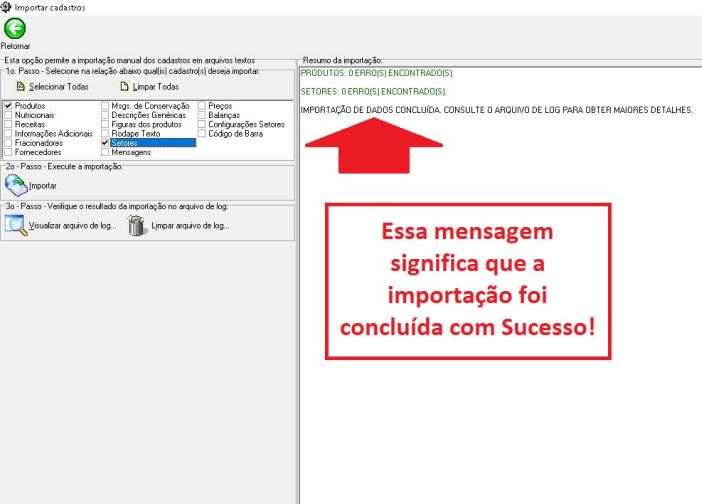 Importar cadastros
Retornar
Esta opção permite a importação manual dos cadastros em arquivos textos
1o. Passo - Selecione na relação abaixo qual(is) cadastro(s) deseja importar:
Selecionar Todas
Limpar Todas
Produtos
Nutricionais
Receitas
Informações Adicionais
Fracionadores
Fornecedores
Msgs. de Conservação
Descrições Genéricas
Figuras dos produtos
Rodape Texto
Setores
Mensagens
Preços
Balanças
Configurações Setores
Código de Barra
2o - Passo - Execute a importação:
Importar
3o - Passo - Verifique o resultado da importação no arquivo de log:
Visualizar arquivo de log...
Limpar arquivo de log...
Resumo da importação:
PRODUTOS: 0 ERRO(S) ENCONTRADO(S).
SETORES: 0 ERRO(S) ENCONTRADO(S).
IMPORTAÇÃO DE DADOS CONCLUÍDA. CONSULTE O ARQUIVO DE LOG PARA OBTER MAIORES DETALHES.
Essa mensagem
significa que a
importação foi
concluída com Sucesso!